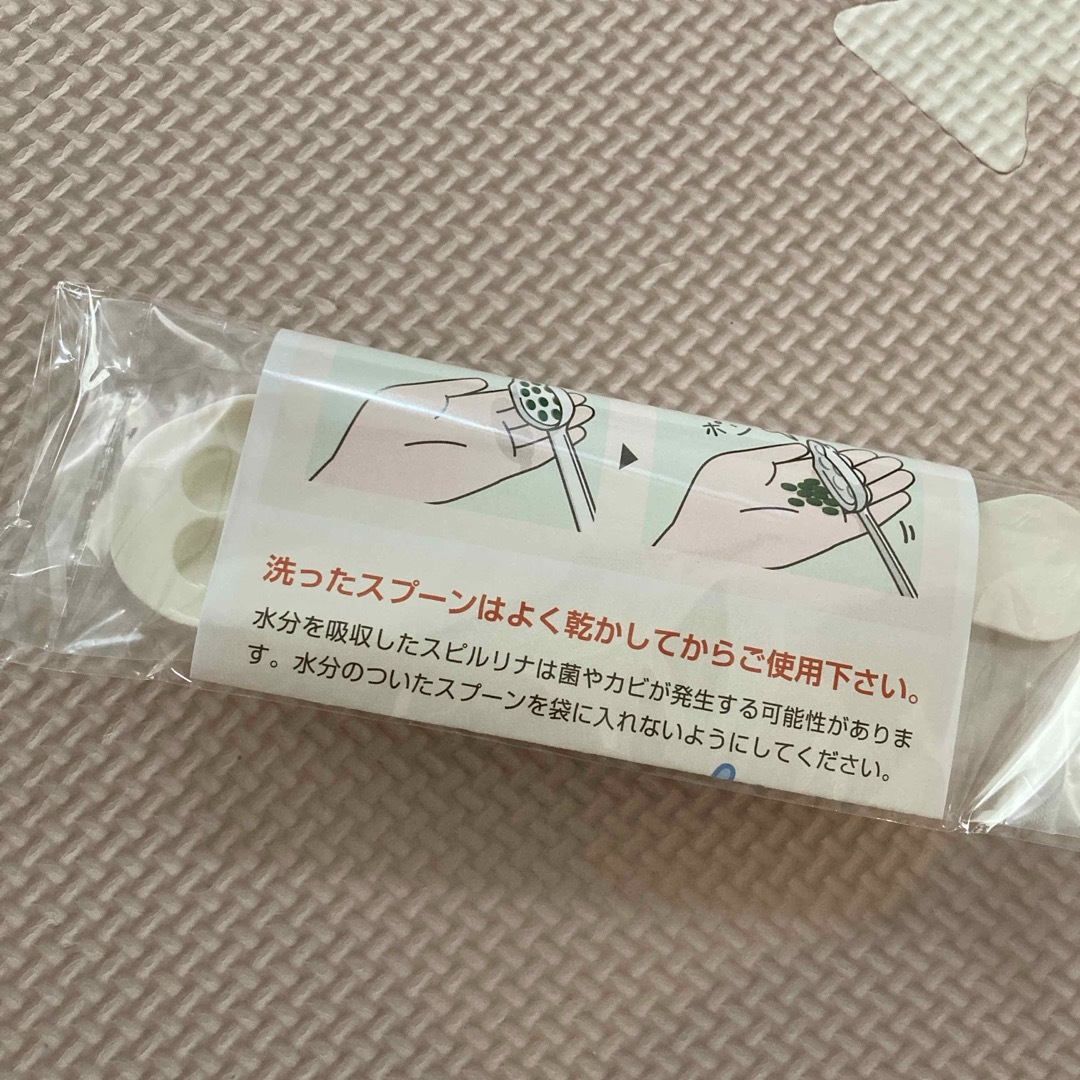 ポン
洗ったスプーンはよく乾かしてからご使用下さい。
水分を吸収したスピルリナは菌やカビが発生する可能性がありま
す。水分のついたスプーンを袋に入れないようにしてください。